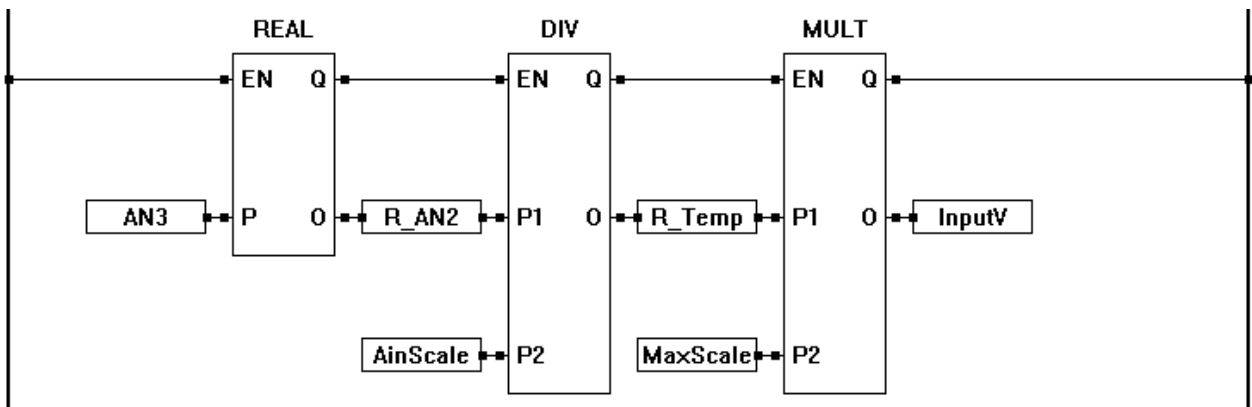 REAL DIV MULT
EN Q EN Q EN Q
AN3 P O R_AN2 P1 O R_Temp P1 O InputV
AinScale P2 MaxScale P2